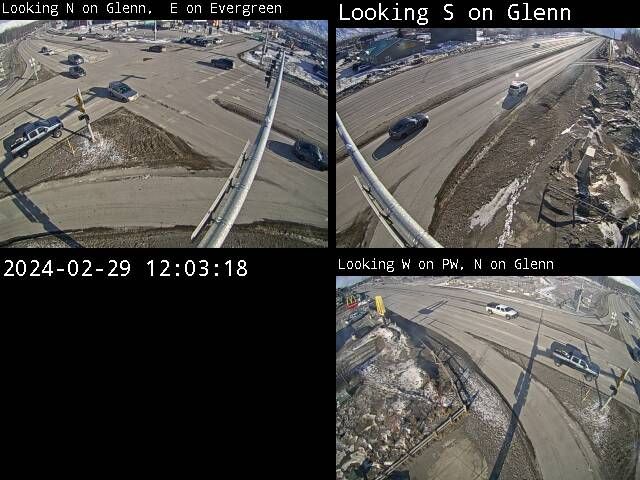 Looking N on Glenn,  E on Evergreen
Looking S on Glenn
2024-02-29 12:03:18
Looking W on PW, N on Glenn